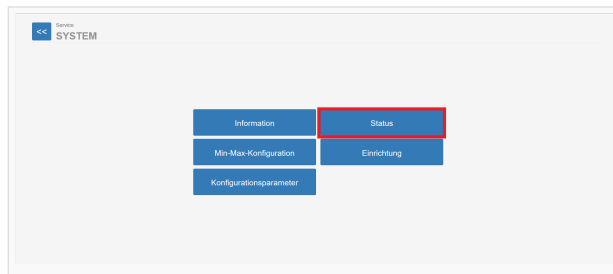 <<
Service
SYSTEM
Information
Status
Min-Max-Konfiguration
Einrichtung
Konfigurationsparameter